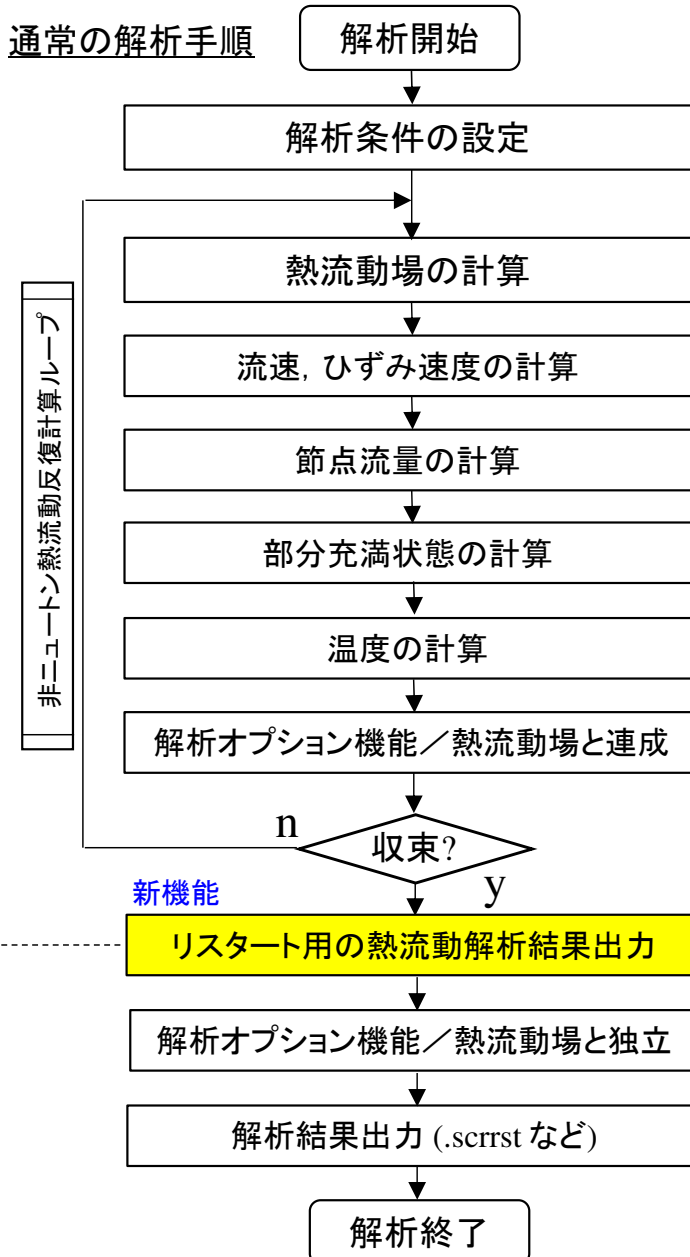 通常の解析手順
解析開始
解析条件の設定
熱流動場の計算
流速，ひずみ速度の計算
節点流量の計算
部分充満状態の計算
温度の計算
解析オプション機能／熱流動場と連成
非ニュートン熱流動反復計算ループ
収束?
n
y
新機能
リスタート用の熱流動解析結果出力
解析オプション機能／熱流動場と独立
解析結果出力 (.scrrst など)
解析終了